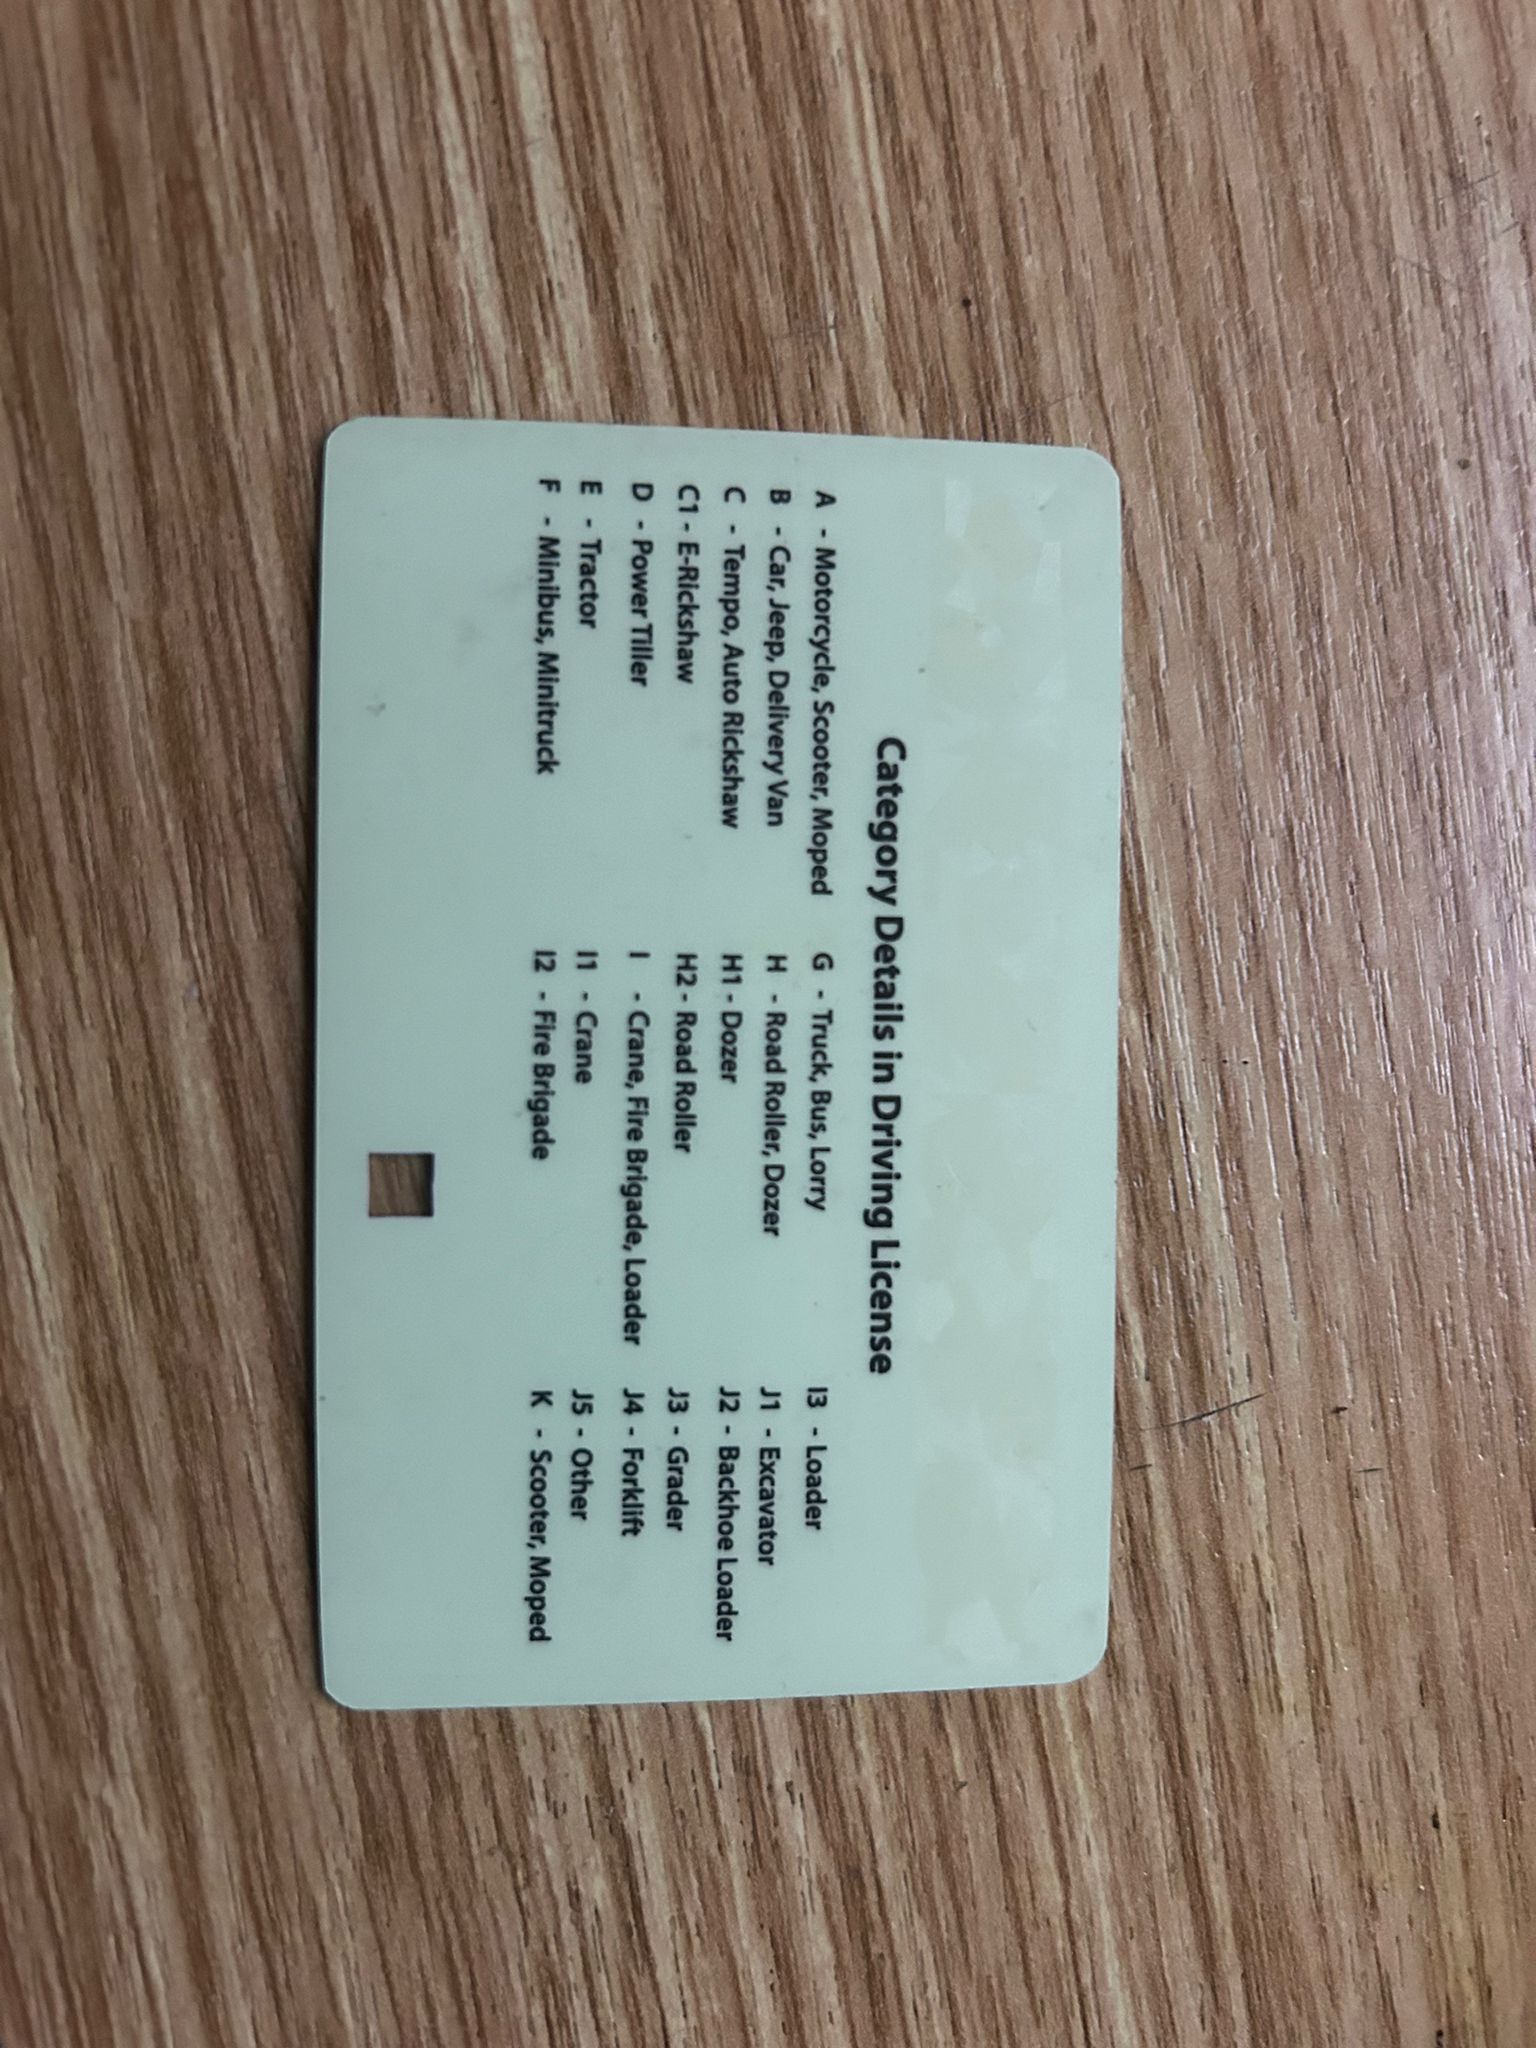 Category Details in Driving License
A - Motorcycle, Scooter, Moped
B - Car, Jeep, Delivery Van
C - Tempo, Auto Rickshaw
C1 - E-Rickshaw
D - Power Tiller
E - Tractor
F - Minibus, Minitruck
G - Truck, Bus, Lorry
H - Road Roller, Dozer
H1 - Dozer
H2 - Road Roller
I - Crane, Fire Brigade, Loader
I1 - Crane
I2 - Fire Brigade
I3 - Loader
J1 - Excavator
J2 - Backhoe Loader
J3 - Grader
J4 - Forklift
J5 - Other
K - Scooter, Moped